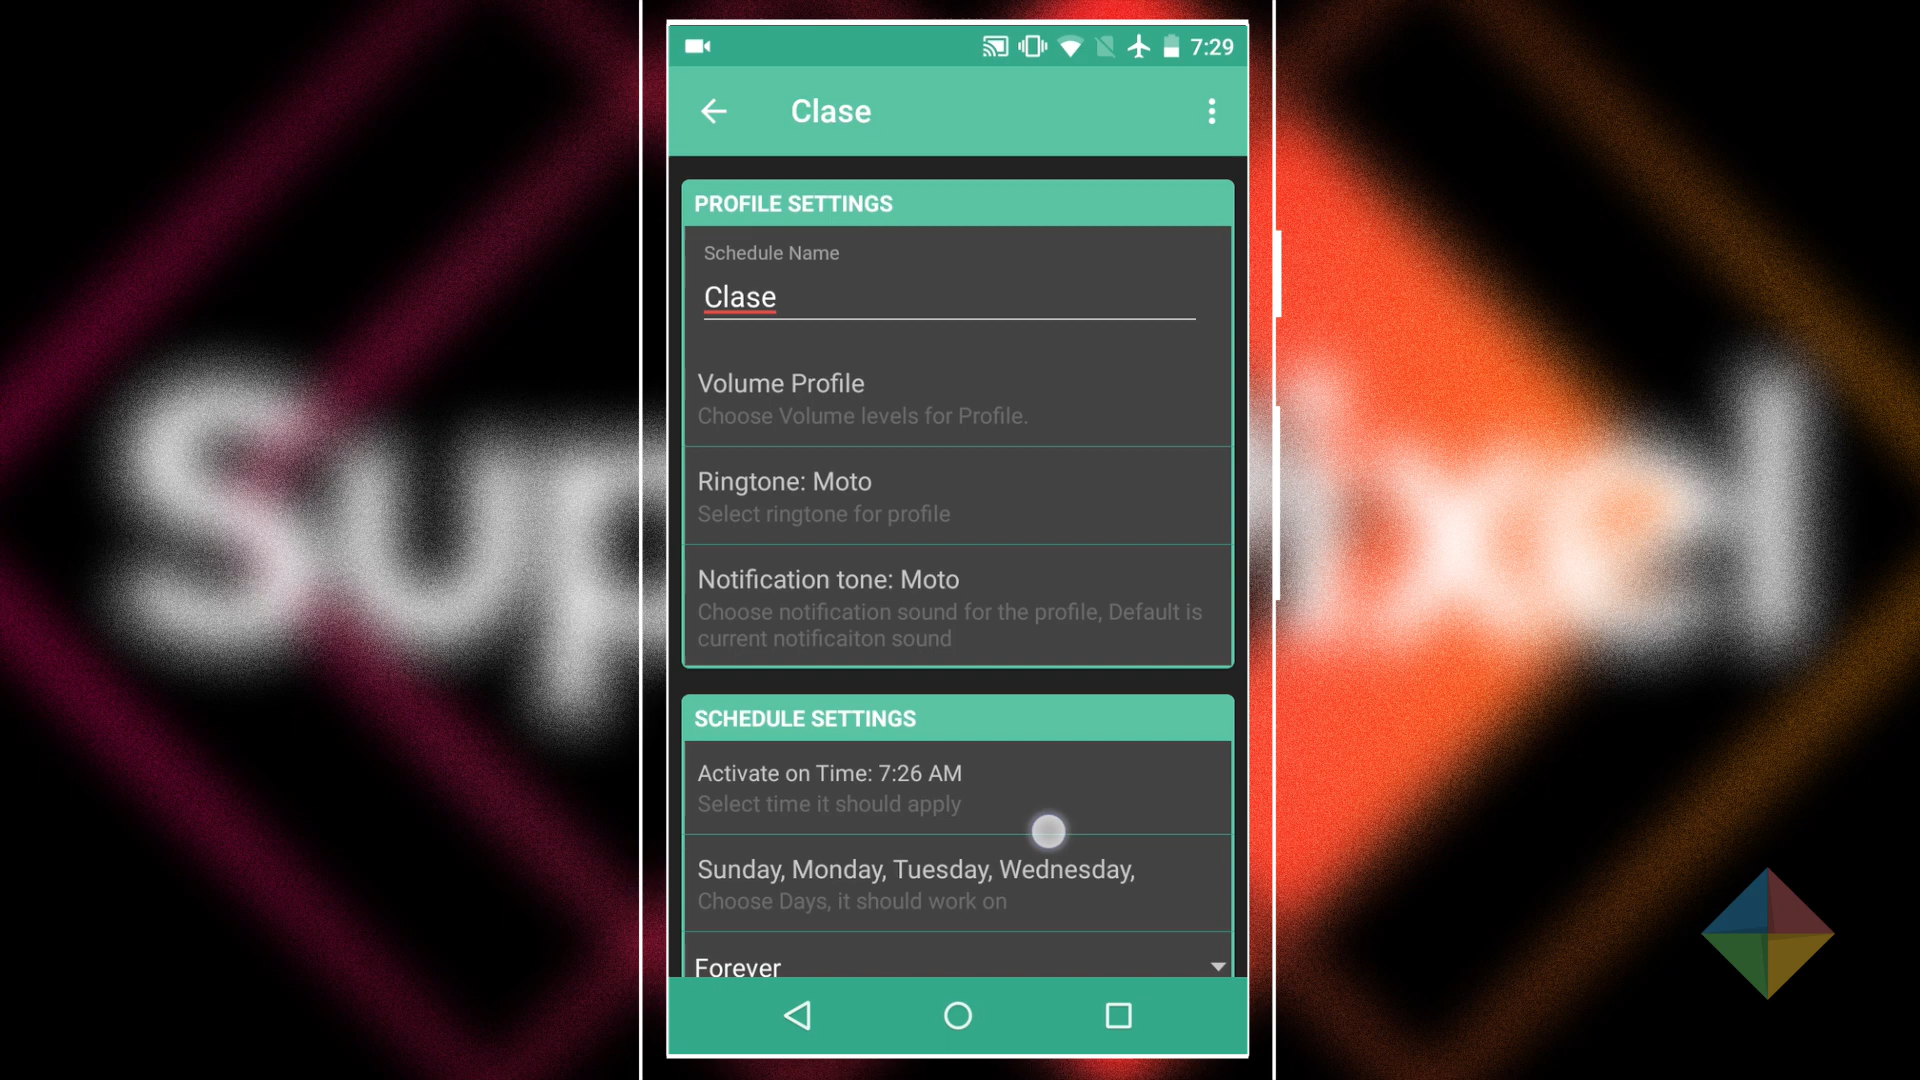 7:29
Clase
PROFILE SETTINGS
Schedule Name
Clase
Volume Profile
Choose Volume levels for Profile.
Ringtone: Moto
Select ringtone for profile
Notification tone: Moto
Choose notification sound for the profile, Default is
current notificaiton sound
SCHEDULE SETTINGS
Activate on Time: 7:26 AM
Select time it should apply
Sunday, Monday, Tuesday, Wednesday,
Choose Days, it should work on
Forever